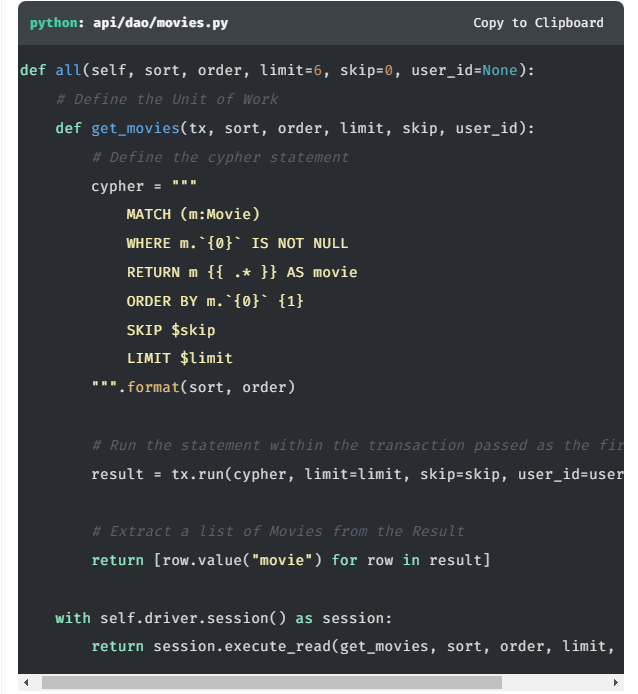 python: api/dao/movies.py Copy to Clipboard
def all(self, sort, order, limit=6, skip=0, user_id=None):
    # Define the Unit of Work
    def get_movies(tx, sort, order, limit, skip, user_id):
        # Define the cypher statement
        cypher = """
            MATCH (m:Movie)
            WHERE m.`{0}` IS NOT NULL
            RETURN m {{ .* }} AS movie
            ORDER BY m.`{0}` {1}
            SKIP $skip
            LIMIT $limit
        """.format(sort, order)
        # Run the statement within the transaction passed as the fir
        result = tx.run(cypher, limit=limit, skip=skip, user_id=user
        # Extract a list of Movies from the Result
        return [row.value("movie") for row in result]
    with self.driver.session() as session:
        return session.execute_read(get_movies, sort, order, limit,